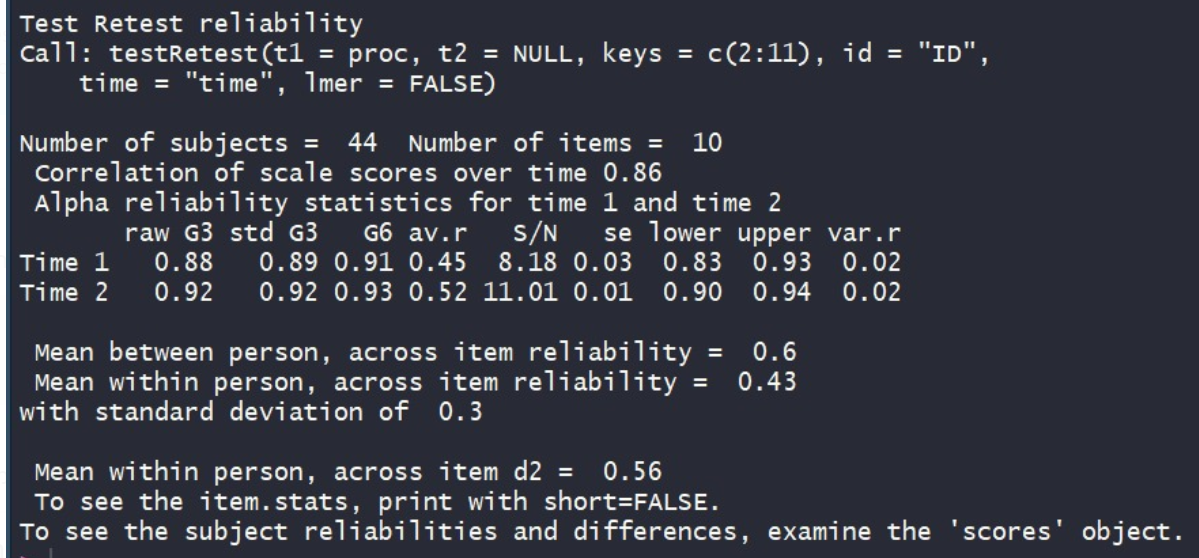 Test Retest reliability
Call: testRetest(t1 = proc, t2 = NULL, keys = c(2:11), id = "ID",
    time = "time", lmer = FALSE)

Number of subjects =  44  Number of items =  10
 Correlation of scale scores over time 0.86
 Alpha reliability statistics for time 1 and time 2
       raw G3 std G3   G6 av.r   S/N   se lower upper var.r
Time 1   0.88   0.89 0.91 0.45  8.18 0.03  0.83  0.93  0.02
Time 2   0.92   0.92 0.93 0.52 11.01 0.01  0.90  0.94  0.02

 Mean between person, across item reliability =  0.6
 Mean within person, across item reliability =  0.43
with standard deviation of  0.3

 Mean within person, across item d2 =  0.56
 To see the item.stats, print with short=FALSE.
To see the subject reliabilities and differences, examine the 'scores' object.